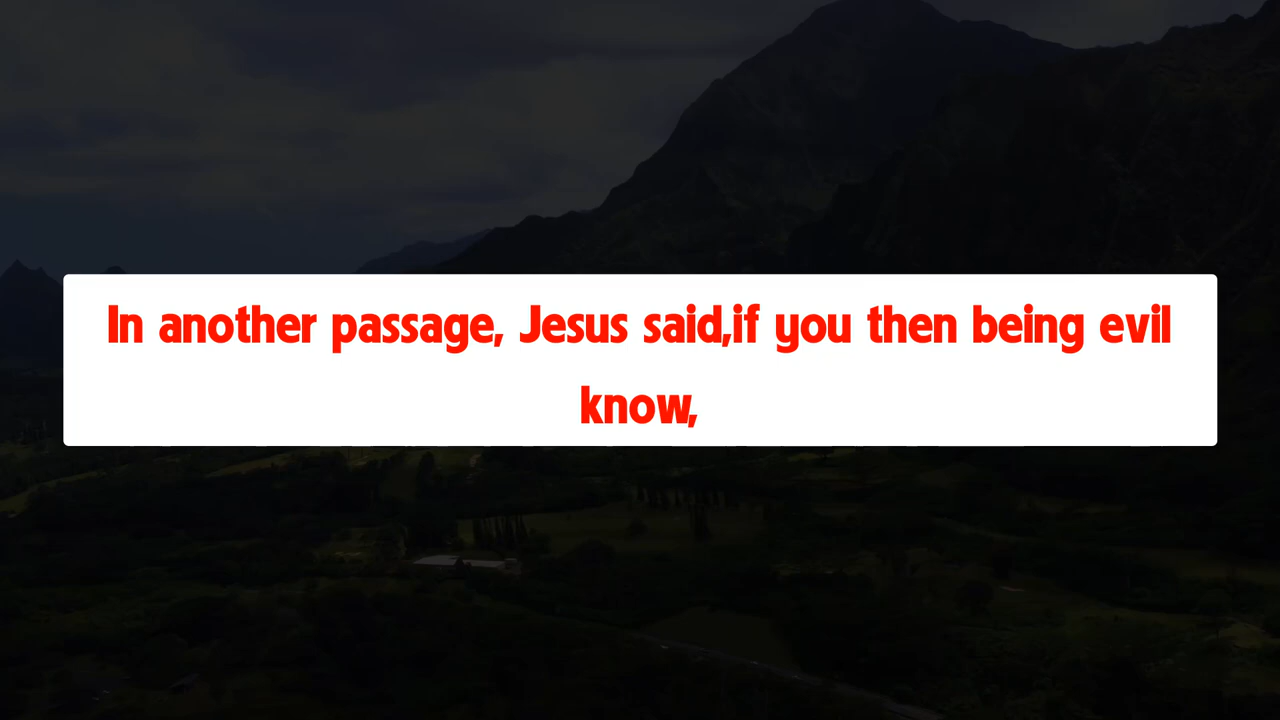 In another passage, Jesus said,if you then being evil
know,